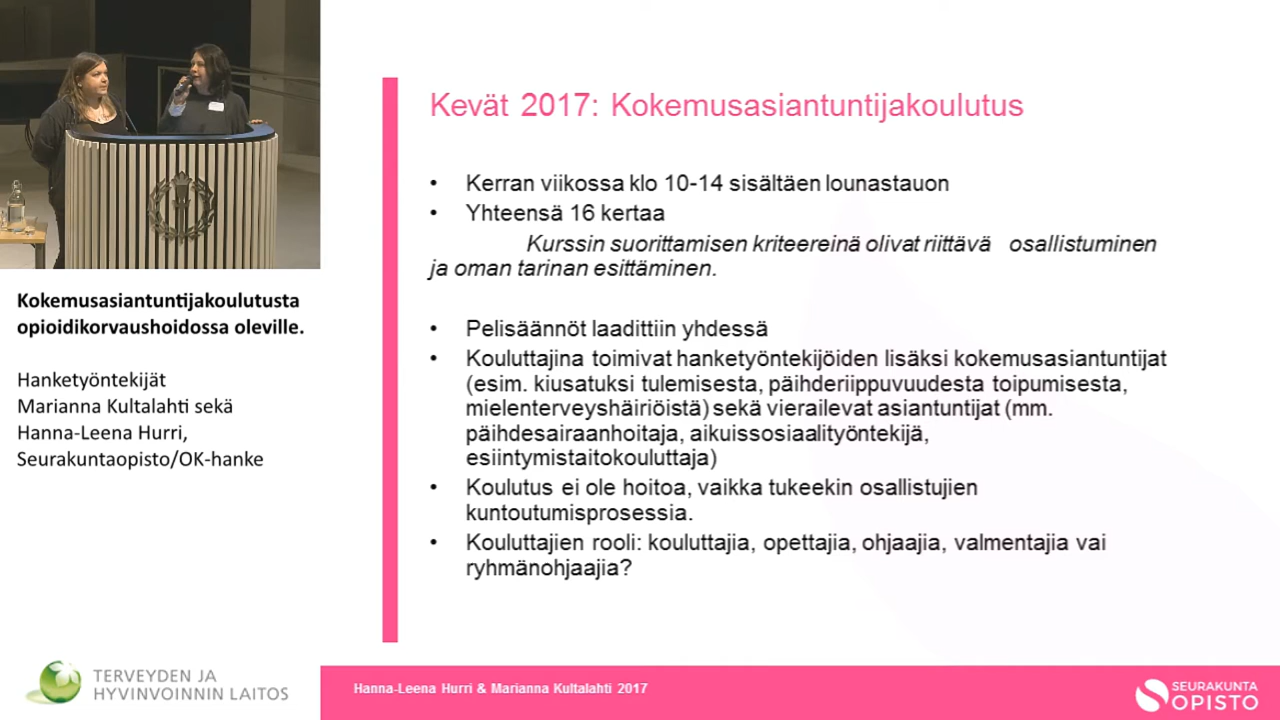 Kokemusasiantuntijakoulutusta
opioidikorvaushoidossa oleville.
Hanketyöntekijät
Marianna Kultalahti sekä
Hanna-Leena Hurri,
Seurakuntaopisto/OK-hanke
TERVEYDEN JA
HYVINVOINNIN LAITOS
Kevät 2017: Kokemusasiantuntijakoulutus
• Kerran viikossa klo 10-14 sisältäen lounastauon
• Yhteensä 16 kertaa
Kurssin suorittamisen kriteereinä olivat riittävä osallistuminen
ja oman tarinan esittäminen.
• Pelisäännöt laadittiin yhdessä
• Kouluttajina toimivat hanketyöntekijöiden lisäksi kokemusasiantuntijat
(esim. kiusatuksi tulemisesta, päihderiippuvuudesta toipumisesta,
mielenterveyshäiriöistä) sekä vierailevat asiantuntijat (mm.
päihdesairaanhoitaja, aikuissosiaalityöntekijä,
esiintymistaitokouluttaja)
• Koulutus ei ole hoitoa, vaikka tukeekin osallistujien
kuntoutumisprosessia.
• Kouluttajien rooli: kouluttajia, opettajia, ohjaajia, valmentajia vai
ryhmänohjaajia?
Hanna-Leena Hurri & Marianna Kultalahti 2017
SEURAKUNTA
OPISTO